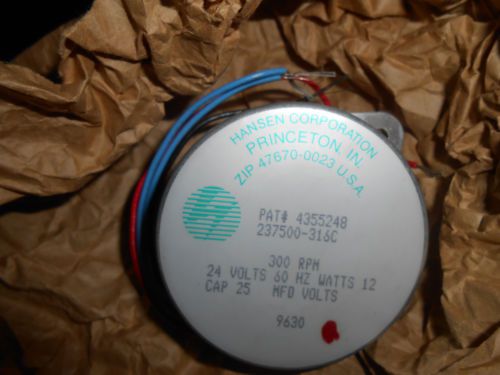 HANSEN CORPORATION
PRINCETON, IN.
ZIP 47670-0023 U.S.A.
PAT# 4355248
237500-316C
300 RPM
24 VOLTS 60 HZ WATTS 12
CAP 25 MFD VOLTS
9630